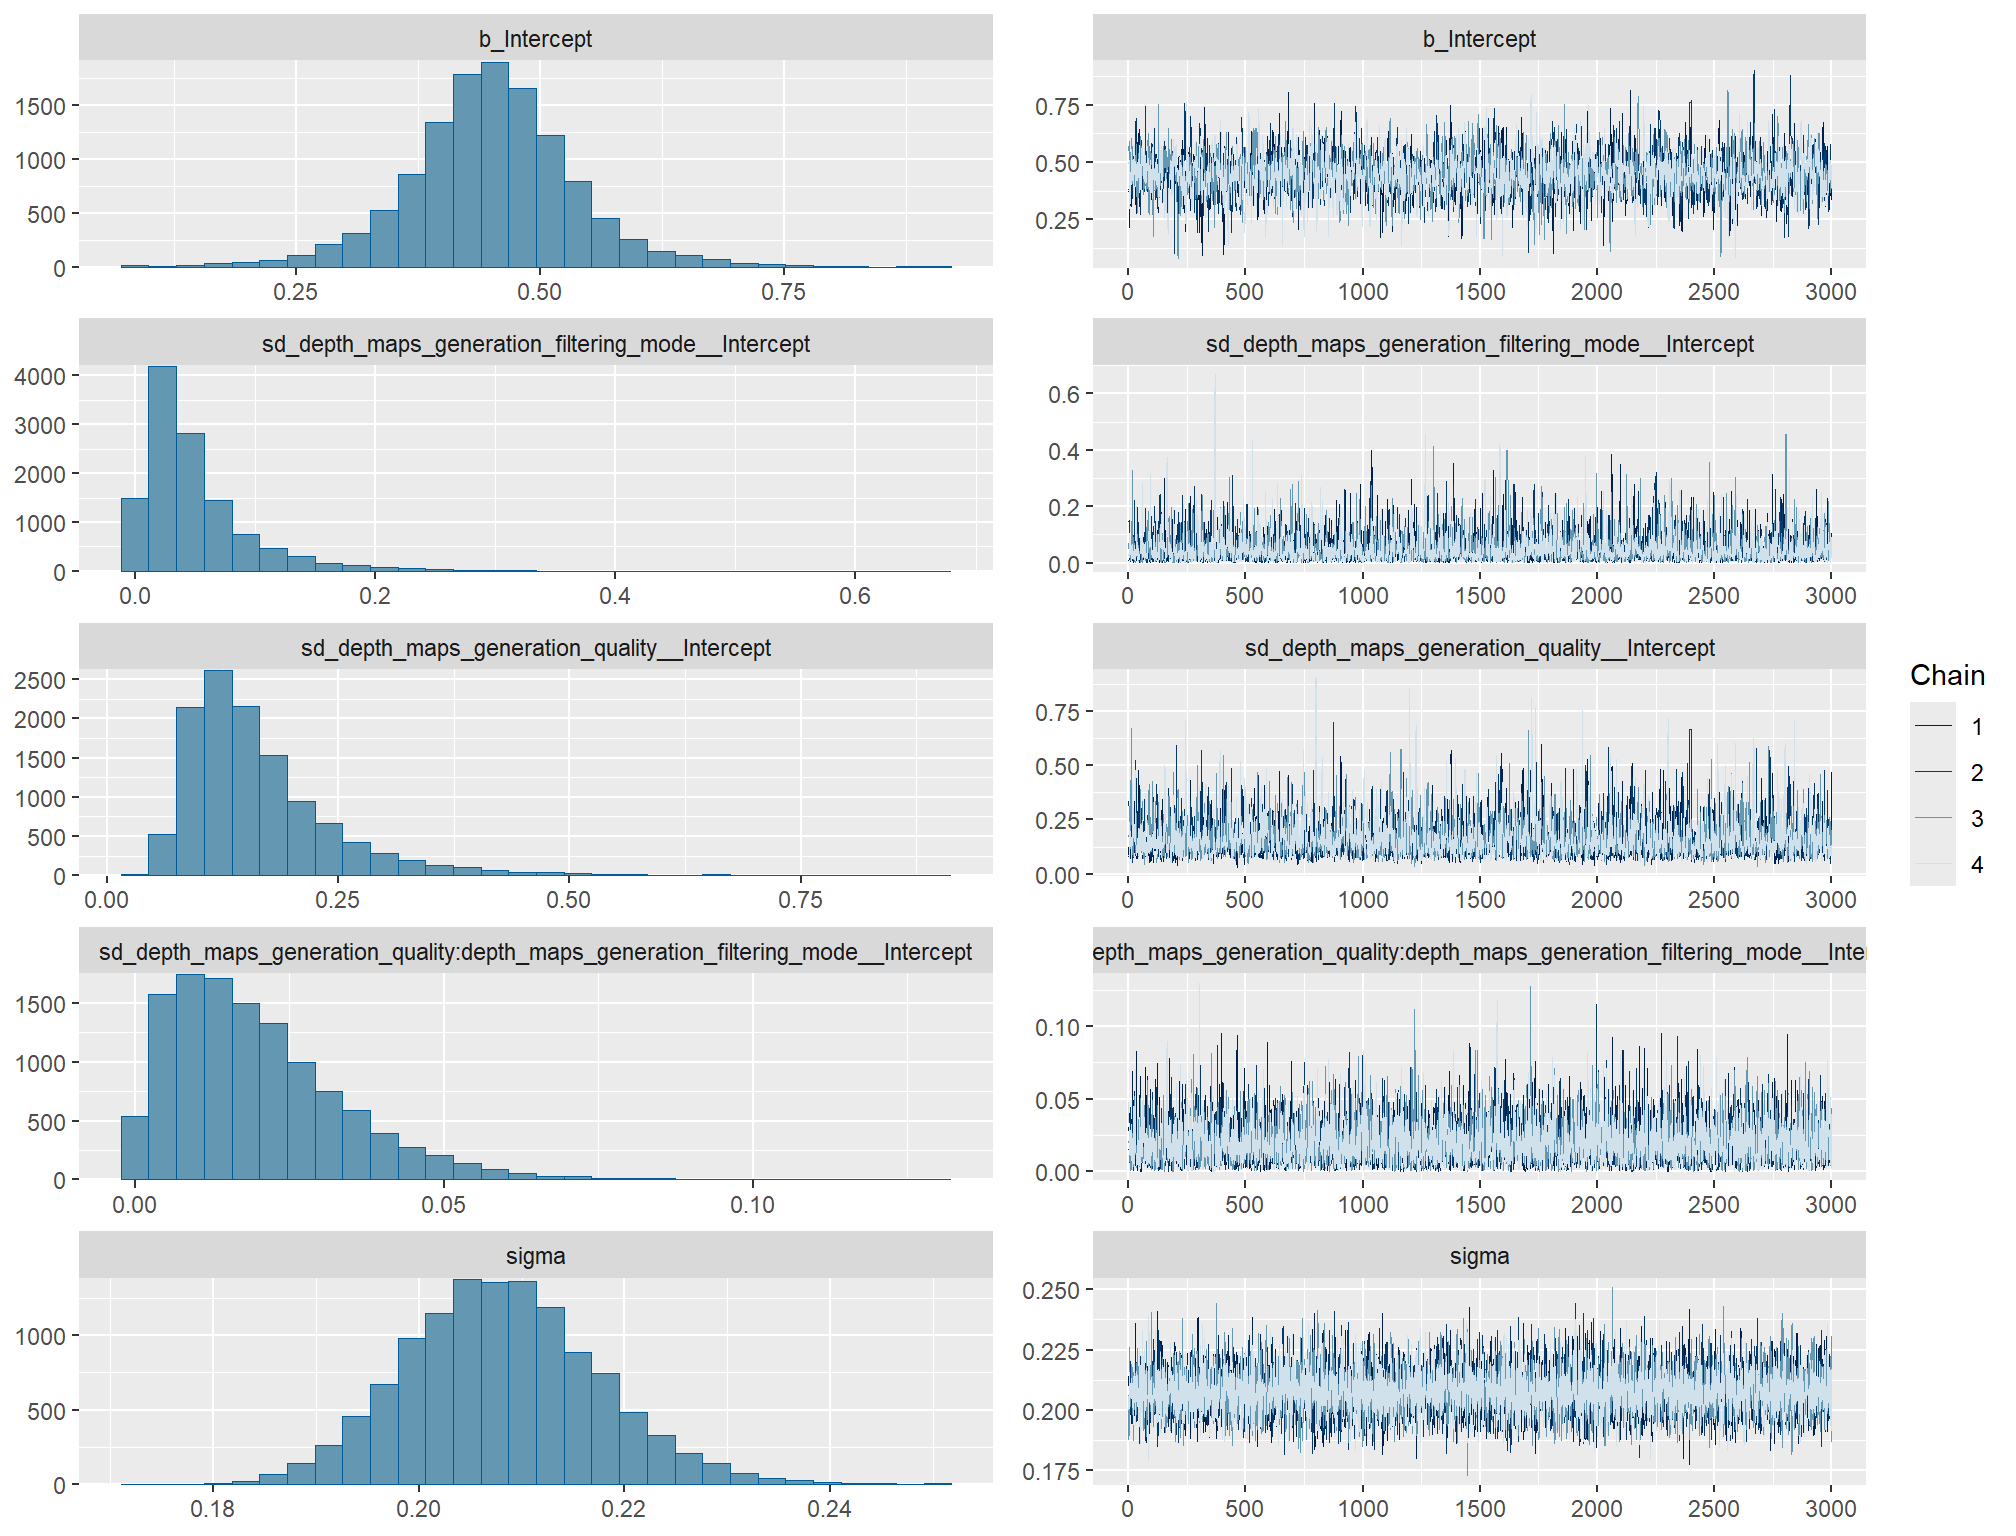 b_Intercept
1500
1000
500
0
0.25 0.50 0.75
b_Intercept
0.75
0.50
0.25
0 500 1000 1500 2000 2500 3000
sd_depth_maps_generation_filtering_mode__Intercept
4000
3000
2000
1000
0
0.0 0.2 0.4 0.6
sd_depth_maps_generation_filtering_mode__Intercept
0.6
0.4
0.2
0.0
0 500 1000 1500 2000 2500 3000
sd_depth_maps_generation_quality__Intercept
2500
2000
1500
1000
500
0
0.00 0.25 0.50 0.75
sd_depth_maps_generation_quality__Intercept
0.75
0.50
0.25
0.00
0 500 1000 1500 2000 2500 3000
sd_depth_maps_generation_quality:depth_maps_generation_filtering_mode__Intercept
1500
1000
500
0
0.00 0.05 0.10
epth_maps_generation_quality:depth_maps_generation_filtering_mode__Inter
0.10
0.05
0.00
0 500 1000 1500 2000 2500 3000
sigma
1000
500
0
0.18 0.20 0.22 0.24
sigma
0.250
0.225
0.200
0.175
0 500 1000 1500 2000 2500 3000
Chain
1
2
3
4